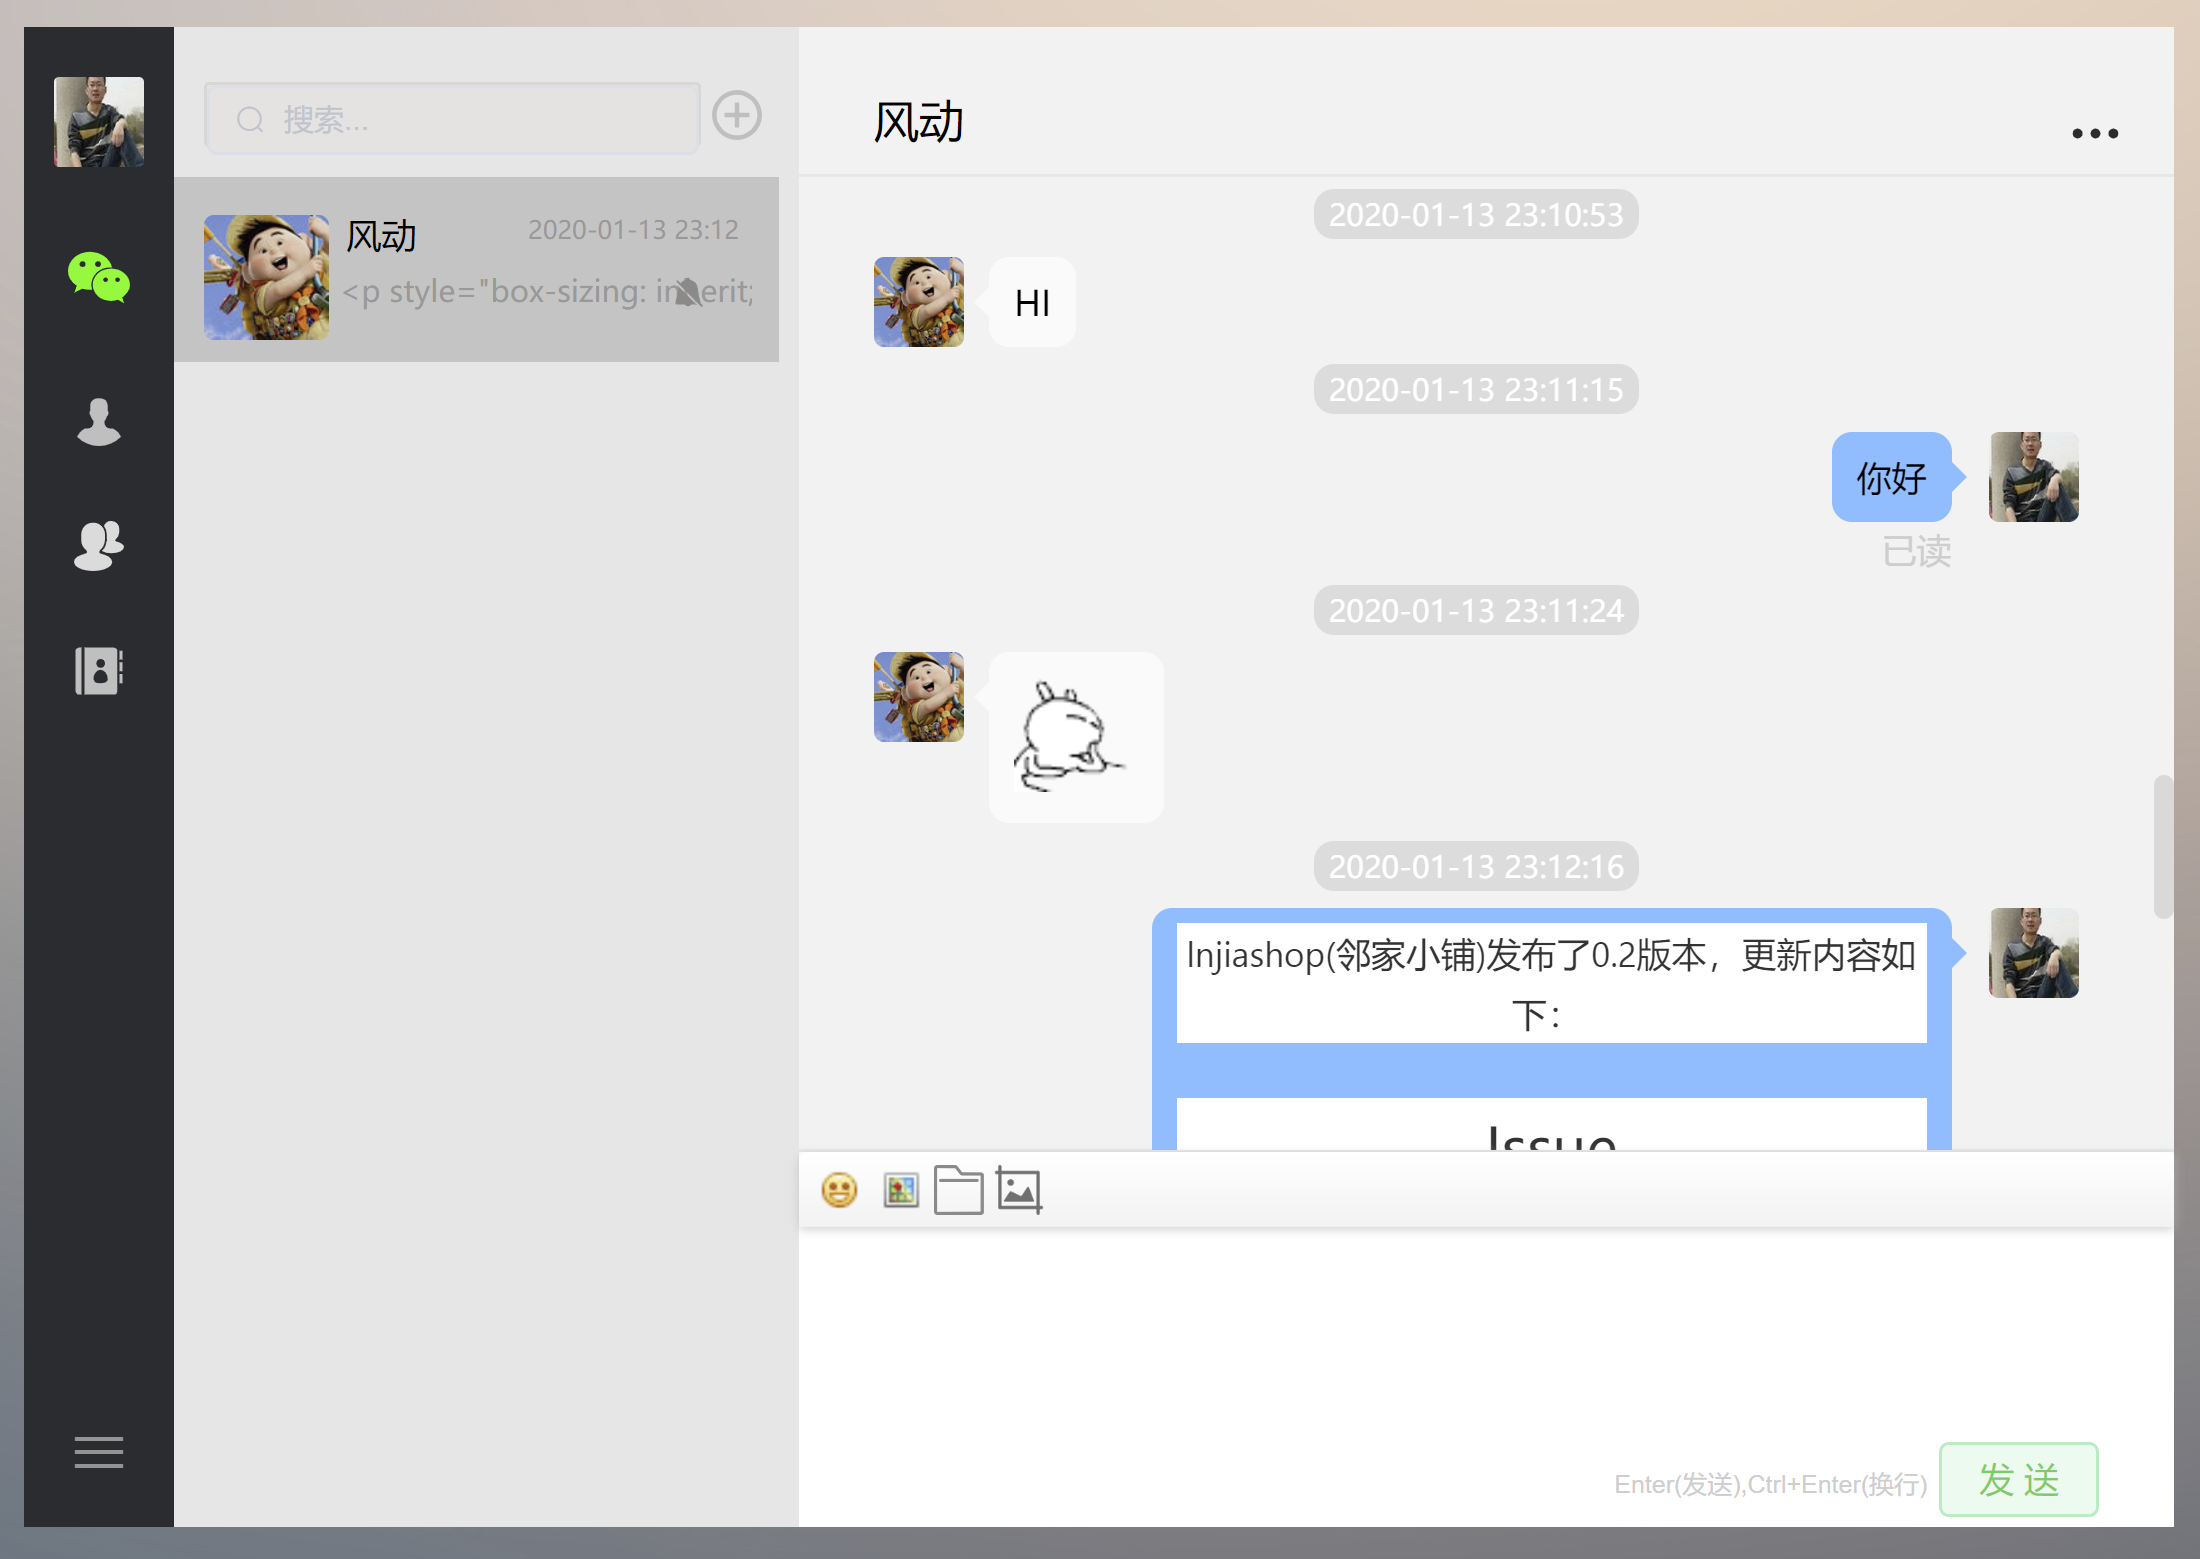 搜索...
风动
2020-01-13 23:12
<p style="box-sizing: inherit;
风动
2020-01-13 23:10:53
HI
2020-01-13 23:11:15
你好
已读
2020-01-13 23:11:24
2020-01-13 23:12:16
lnjiashop(邻家小铺)发布了0.2版本，更新内容如
下：
Issue
Enter(发送),Ctrl+Enter(换行)
发 送